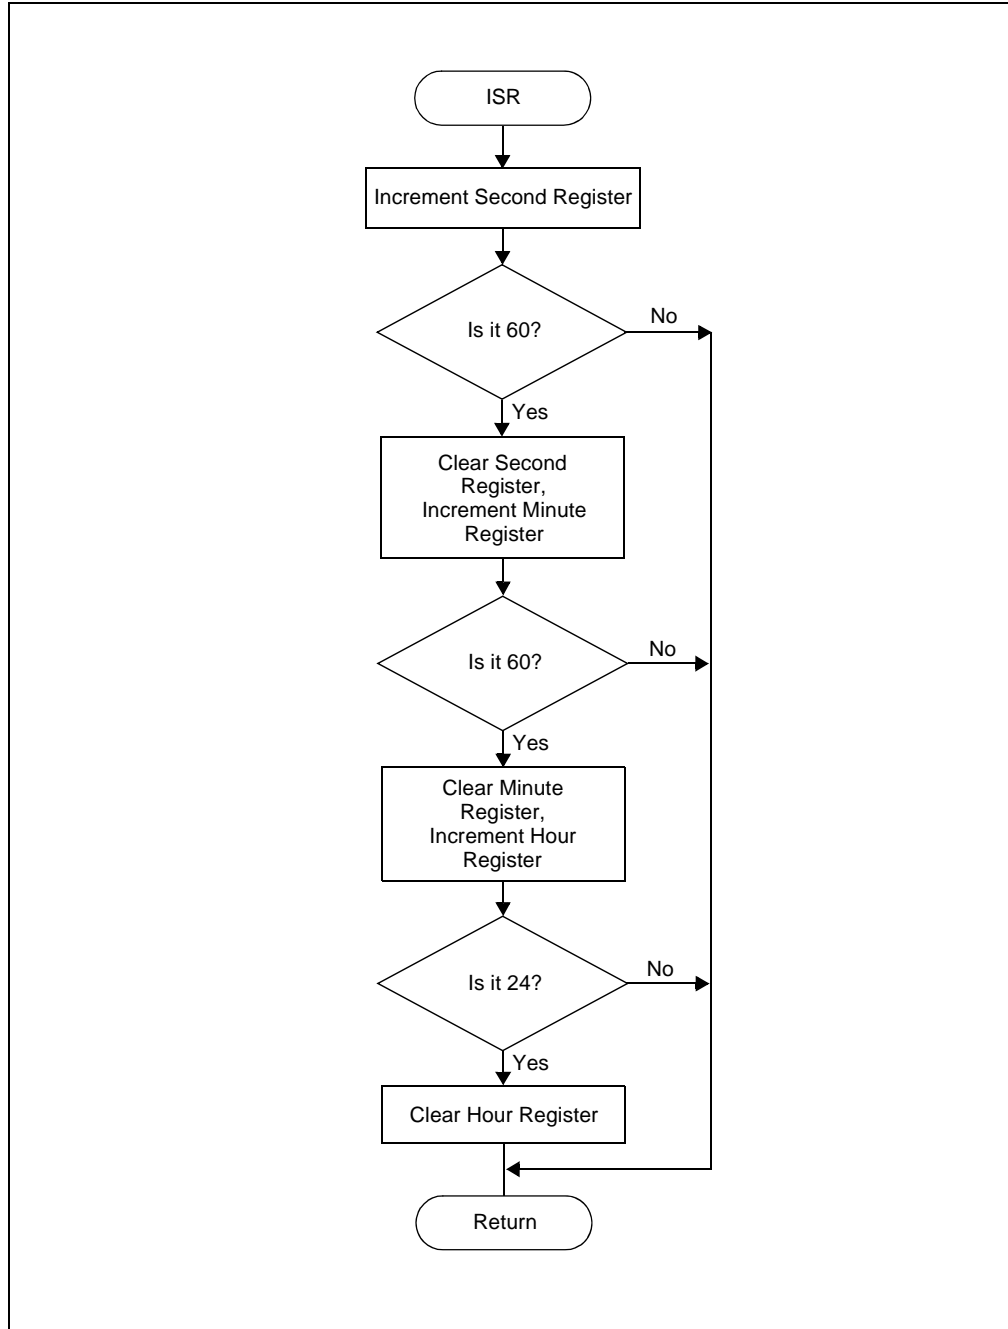 ISR
Increment Second Register
Is it 60?
No
Yes
Clear Second
Register,
Increment Minute
Register
Is it 60?
No
Yes
Clear Minute
Register,
Increment Hour
Register
Is it 24?
No
Yes
Clear Hour Register
Return